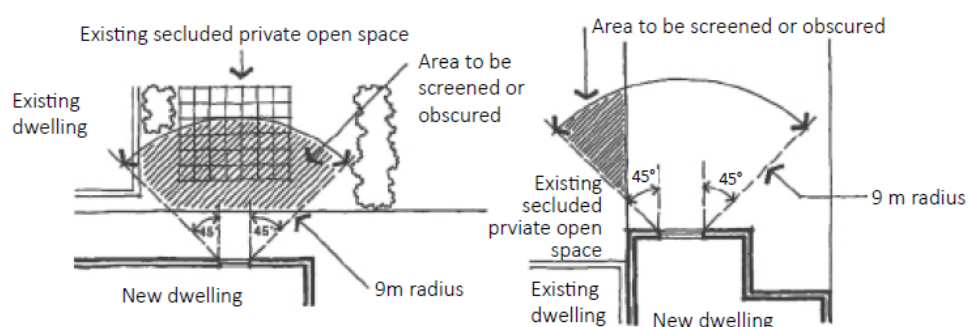 Existing secluded private open space
Area to be
screened or
obscured
Existing
dwelling
45°
45°
New dwelling
9m radius
Area to be screened or obscured
45°
45°
9 m radius
Existing
secluded
prviate open
space
Existing
dwelling
New dwelling